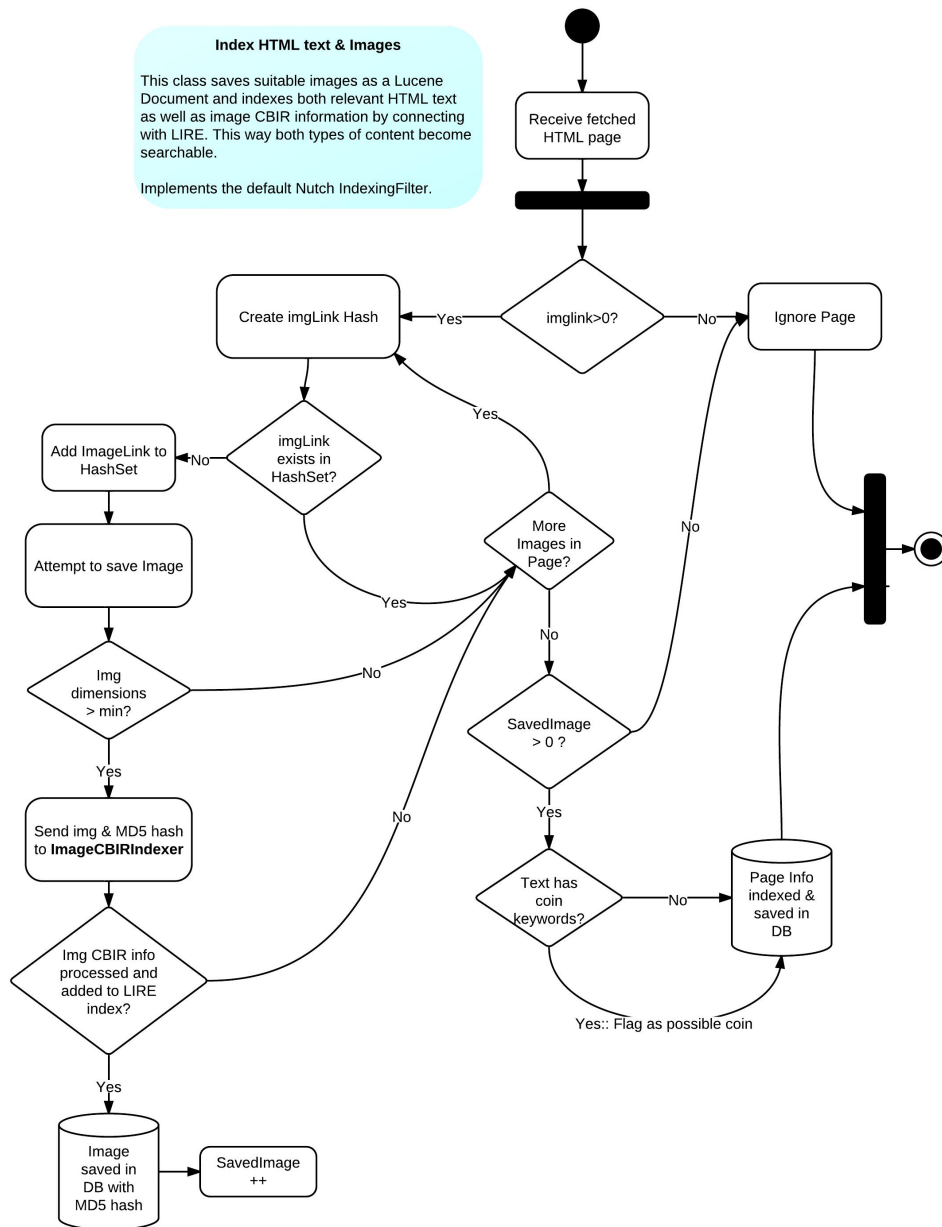 Index HTML text & Images
This class saves suitable images as a Lucene
Document and indexes both relevant HTML text
as well as image CBIR information by connecting
with LIRE. This way both types of content become
searchable.
Implements the default Nutch IndexingFilter.
Receive fetched
HTML page
Create imgLink Hash
Yes
imglink>0?
No
Ignore Page
Yes
Add ImageLink to
HashSet
No
imgLink
exists in
HashSet?
More
Images in
Page?
No
Attempt to save Image
Yes
No
Img
dimensions
> min?
No
SavedImage
> 0 ?
Yes
Yes
No
Send img & MD5 hash
to ImageCBIRIndexer
Text has
coin
keywords?
No
Page Info
indexed &
saved in
DB
Img CBIR info
processed and
added to LIRE
index?
Yes:: Flag as possible coin
Yes
Image
saved in
DB with
MD5 hash
SavedImage
++